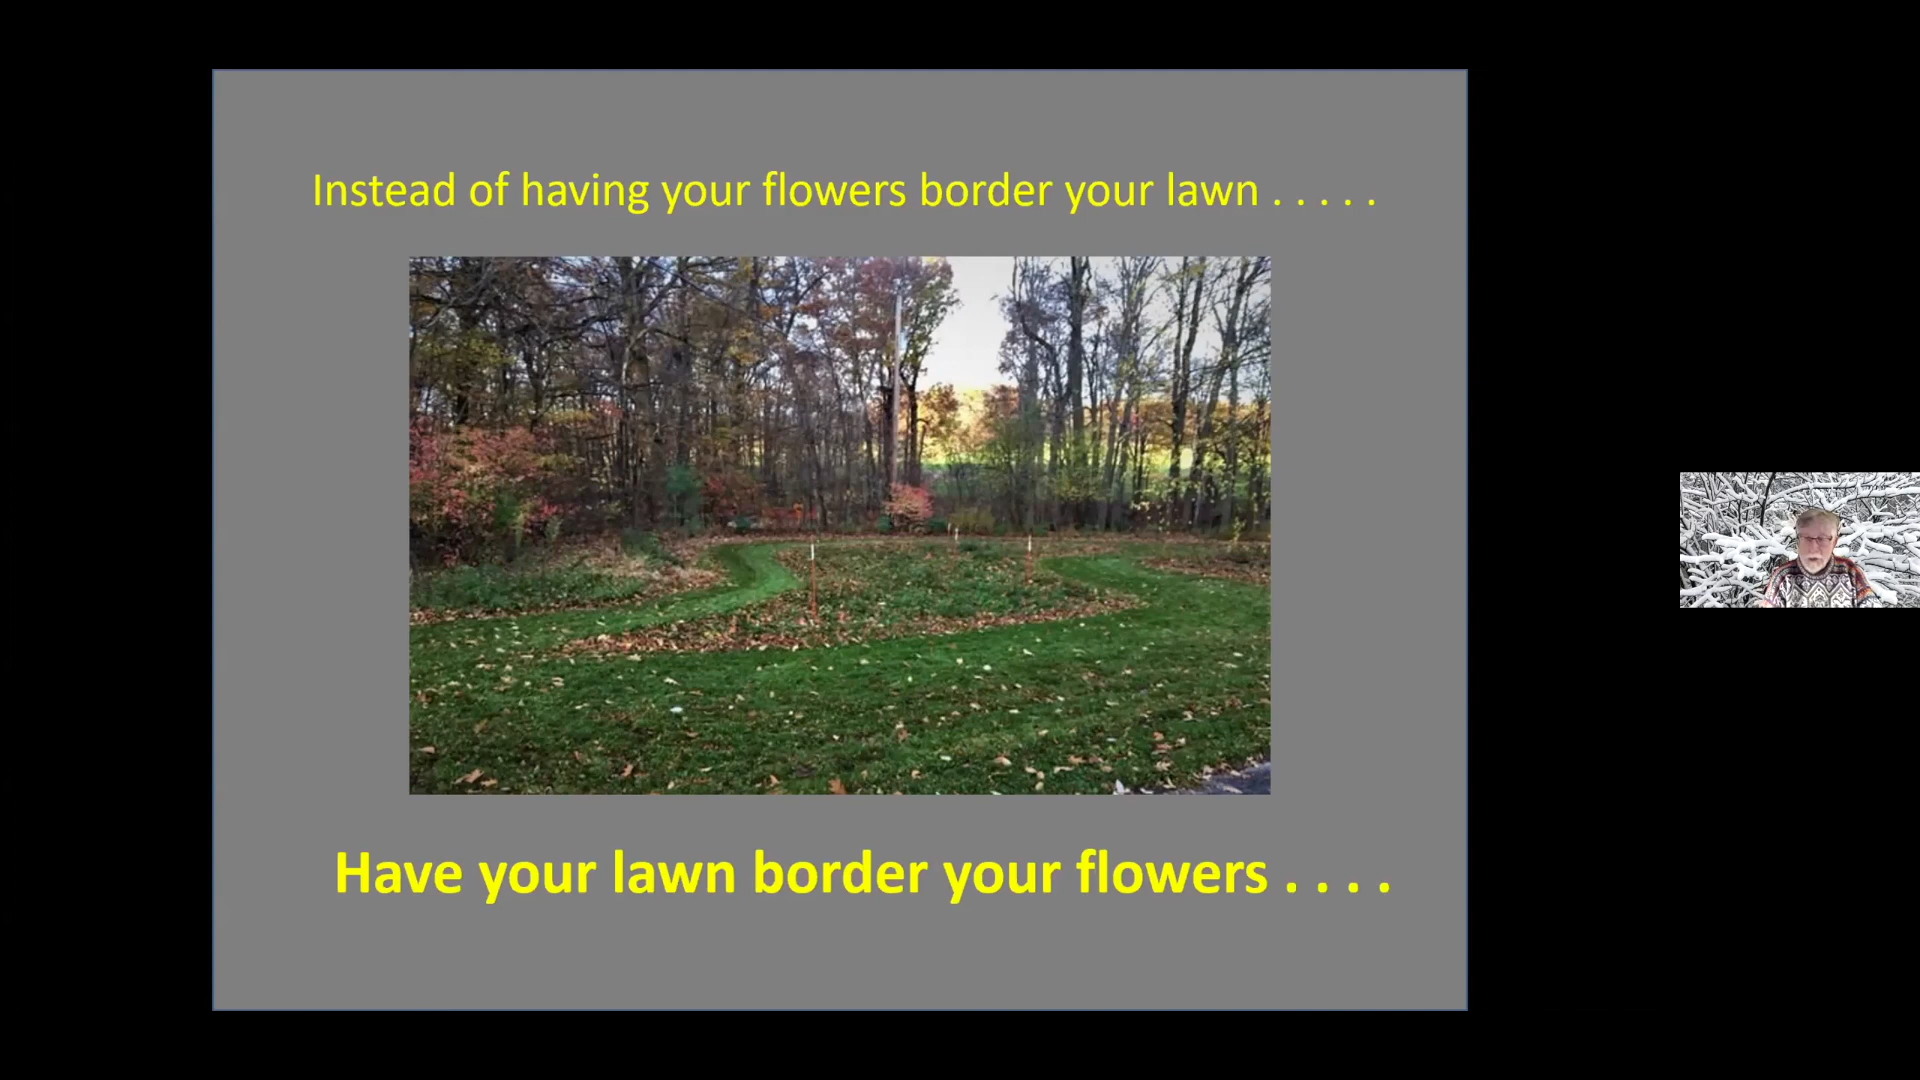 Instead of having your flowers border your lawn . . . . .
Have your lawn border your flowers . . . .